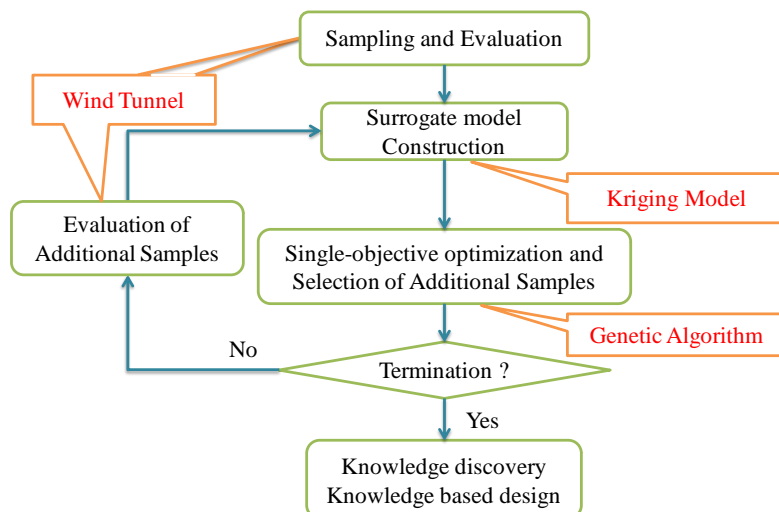 Sampling and Evaluation
Wind Tunnel
Surrogate model
Construction
Kriging Model
Evaluation of
Additional Samples
Single-objective optimization and
Selection of Additional Samples
Genetic Algorithm
No
Termination ?
Yes
Knowledge discovery
Knowledge based design